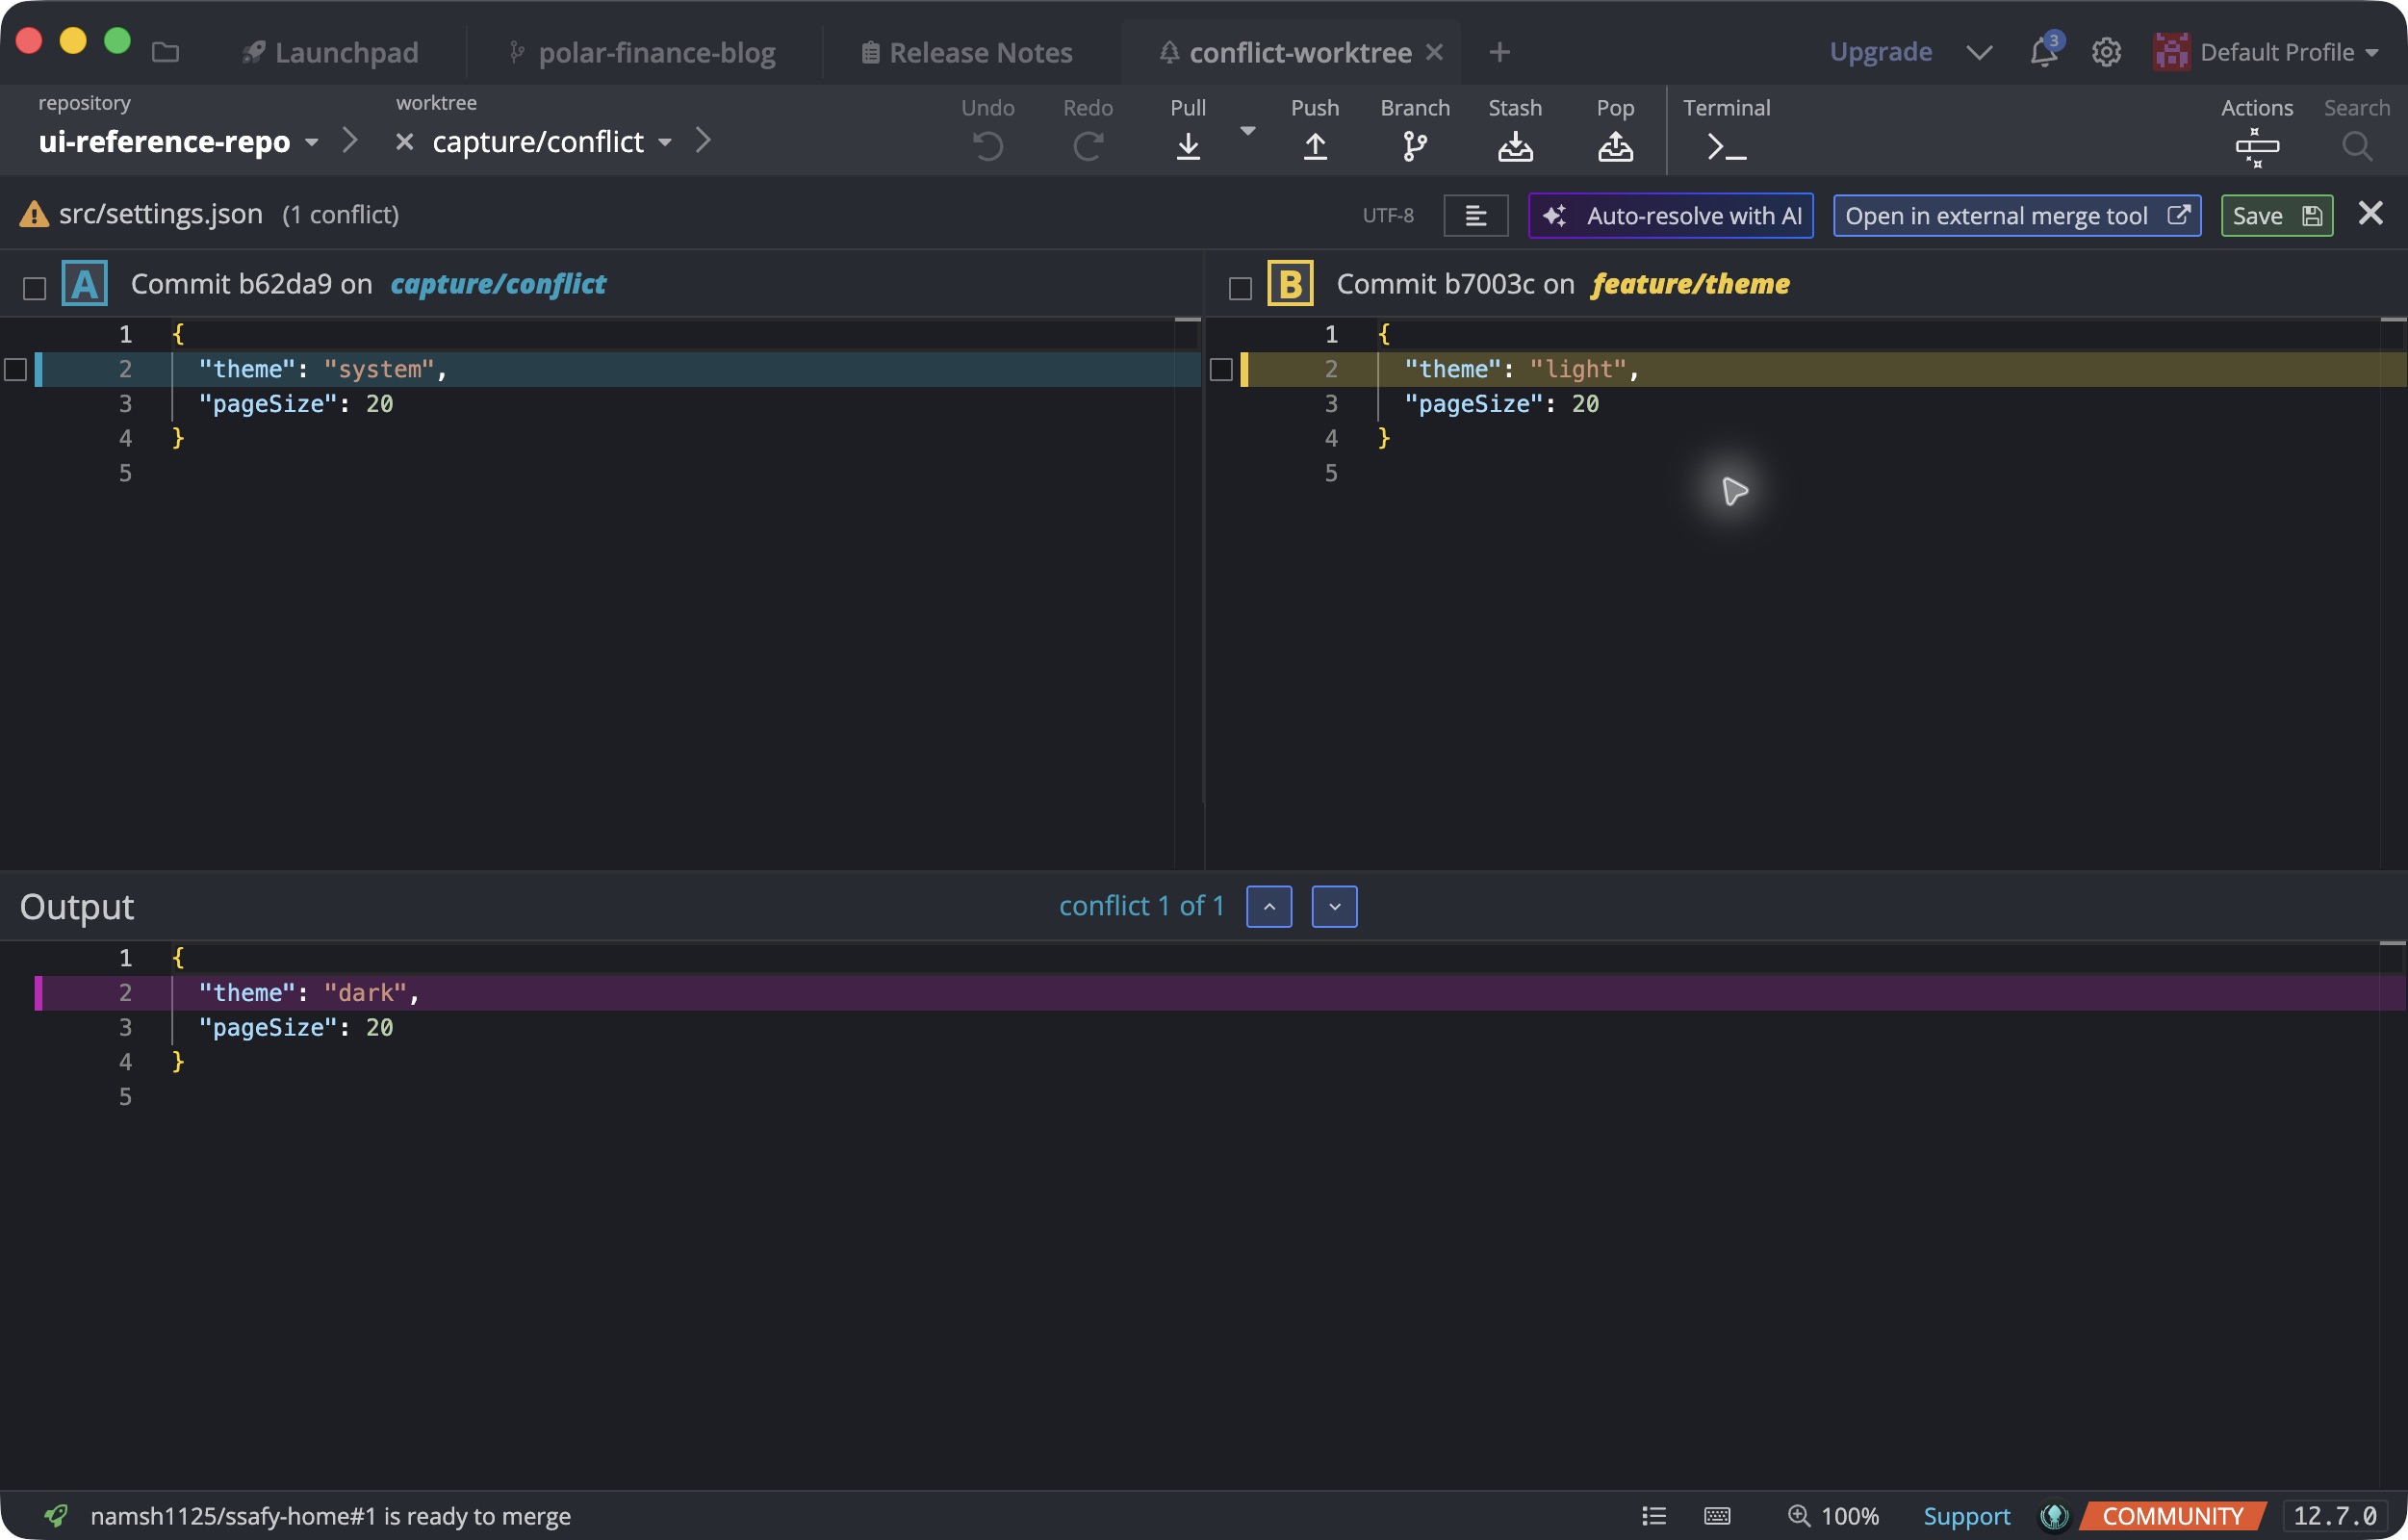 Launchpad
polar-finance-blog
Release Notes
conflict-worktree
Upgrade
3
Default Profile
repository
ui-reference-repo
worktree
capture/conflict
Undo
Redo
Pull
Push
Branch
Stash
Pop
Terminal
Actions
Search
src/settings.json (1 conflict)
UTF-8
Auto-resolve with AI
Open in external merge tool
Save
A Commit b62da9 on capture/conflict
1 {
2 "theme": "system",
3 "pageSize": 20
4 }
5
B Commit b7003c on feature/theme
1 {
2 "theme": "light",
3 "pageSize": 20
4 }
5
Output
conflict 1 of 1
1 {
2 "theme": "dark",
3 "pageSize": 20
4 }
5
namsh1125/ssafy-home#1 is ready to merge
100%
Support
COMMUNITY
12.7.0